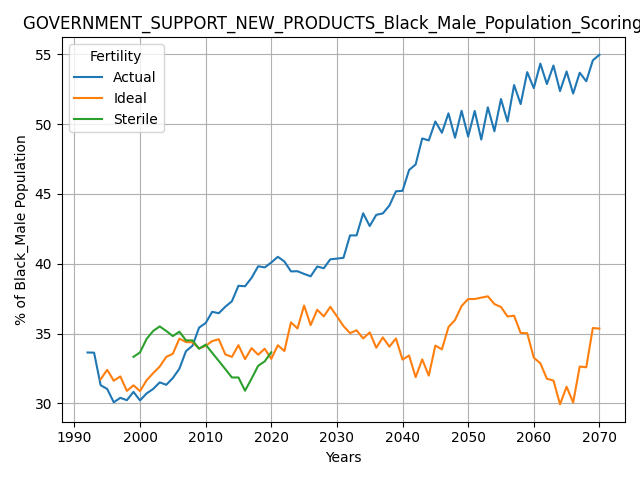 GOVERNMENT_SUPPORT_NEW_PRODUCTS_Black_Male_Population_Scoring
Fertility
Actual
Ideal
Sterile
55
50
45
40
35
30
% of Black_Male Population
1990
2000
2010
2020
2030
2040
2050
2060
2070
Years